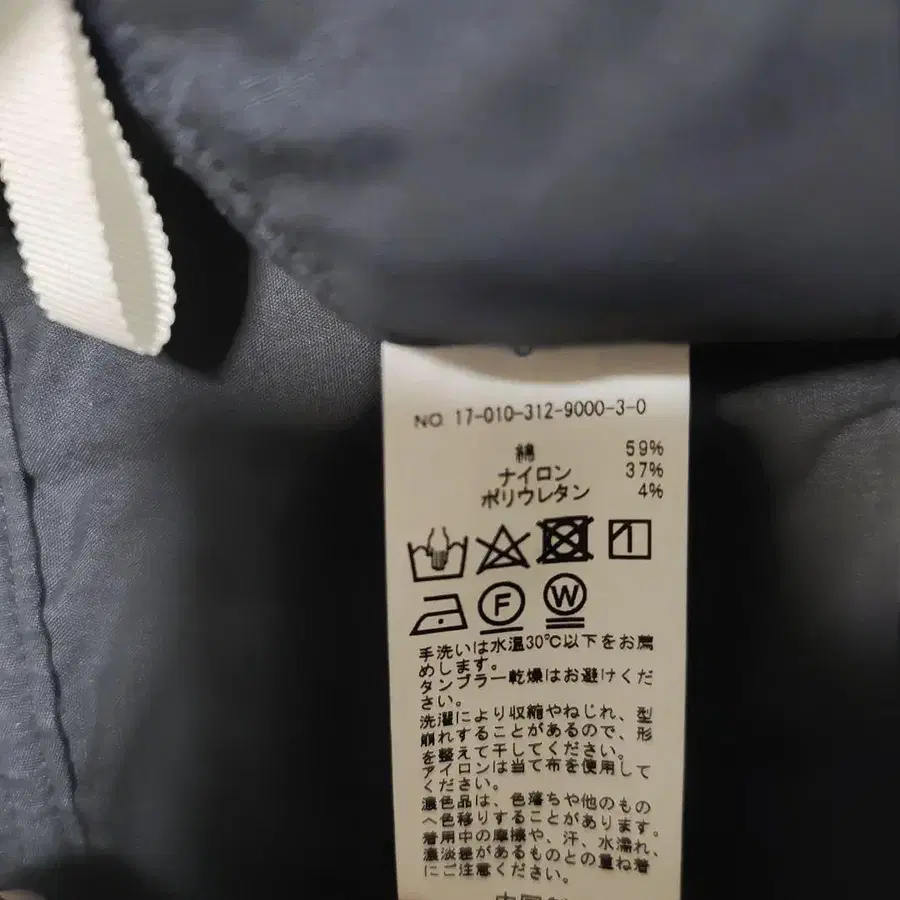 NO. 17-010-312-9000-3-0
綿 59%
ナイロン 37%
ポリウレタン 4%
F W
手洗いは水温30℃以下をお薦
めします。
タンブラー乾燥はお避けくだ
さい。
洗濯により収縮やねじれ、型
崩れすることがあるので、形
を整えて干してください。
アイロンは当て布を使用して
ください。
濃色品は、色落ちや他のもの
へ色移りすることがあります。
着用中の摩擦や、汗、水濡れ、
濃淡差があるものとの重ね着
にご注意ください。